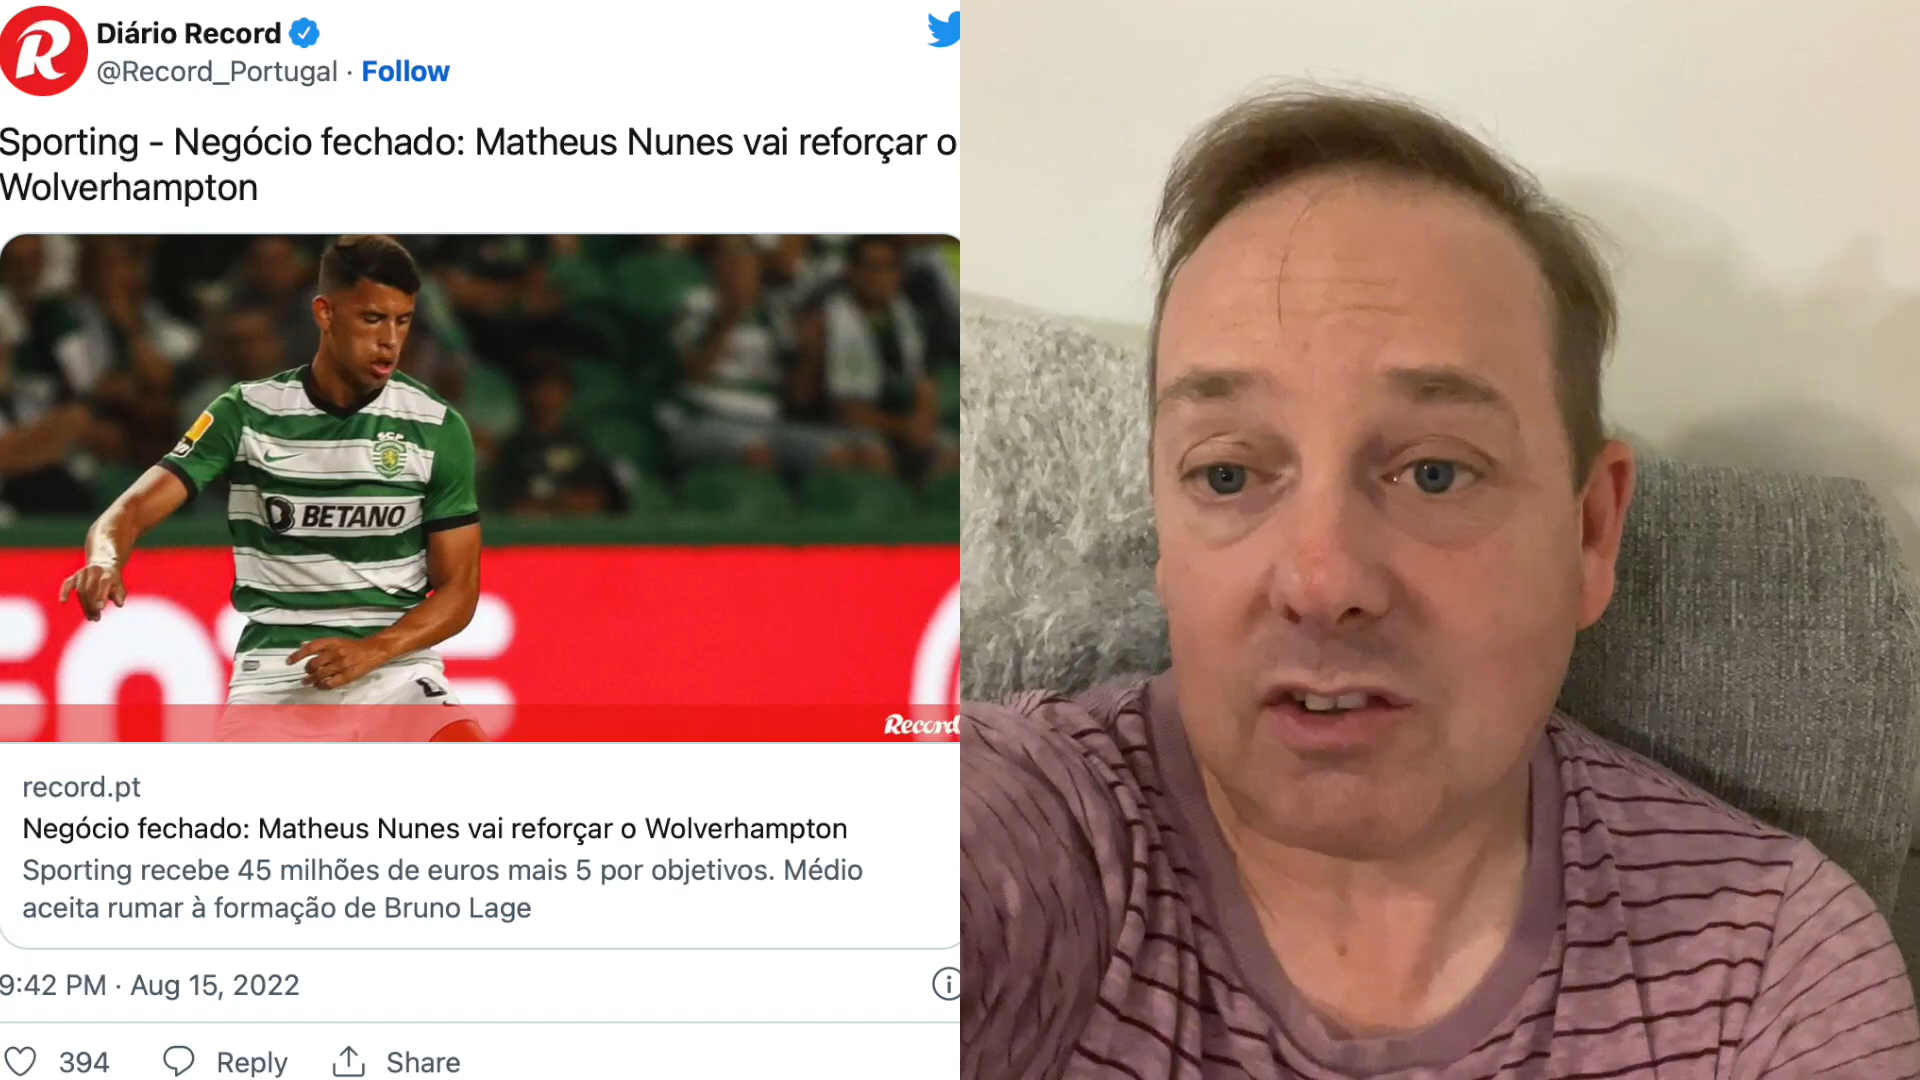 Diário Record
@Record_Portugal · Follow
Sporting - Negócio fechado: Matheus Nunes vai reforçar o
Wolverhampton
SCP
BETANO
Record
record.pt
Negócio fechado: Matheus Nunes vai reforçar o Wolverhampton
Sporting recebe 45 milhões de euros mais 5 por objetivos. Médio
aceita rumar à formação de Bruno Lage
9:42 PM · Aug 15, 2022
394 Reply Share